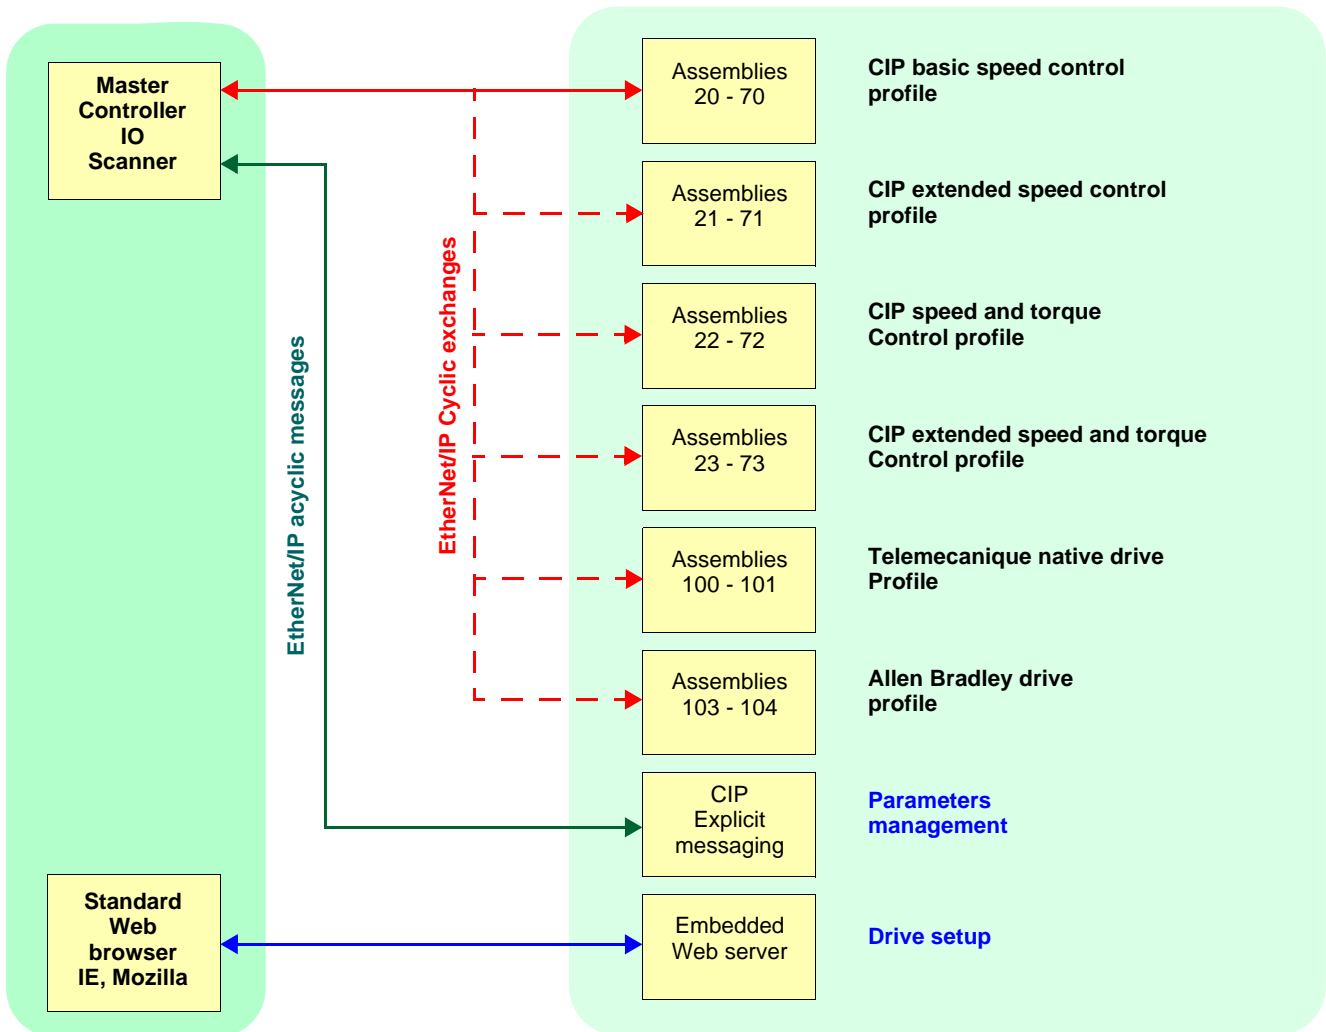 Master
Controller
IO
Scanner
Assemblies
20 - 70
CIP basic speed control
profile
Assemblies
21 - 71
CIP extended speed control
profile
Assemblies
22 - 72
CIP speed and torque
Control profile
Assemblies
23 - 73
CIP extended speed and torque
Control profile
Assemblies
100 - 101
Telemecanique native drive
Profile
Assemblies
103 - 104
Allen Bradley drive
profile
EtherNet/IP acyclic messages
EtherNet/IP Cyclic exchanges
CIP
Explicit
messaging
Parameters
management
Standard
Web
browser
IE, Mozilla
Embedded
Web server
Drive setup